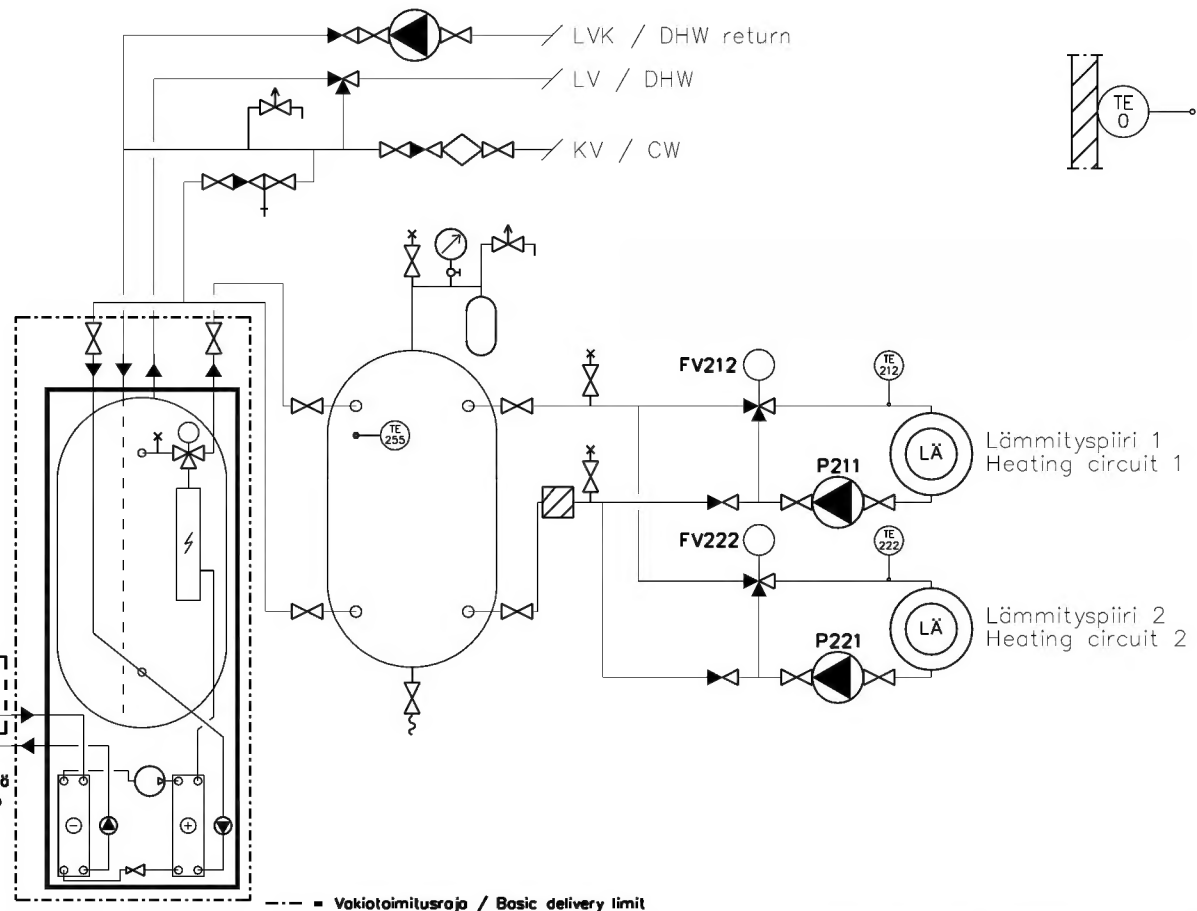 LVK / DHW return
LV / DHW
KV / CW
TE
0
TE
255
FV212
TE
212
LÄ
Lämmityspiiri 1
Heating circuit 1
P211
FV222
TE
222
LÄ
Lämmityspiiri 2
Heating circuit 2
P221
ä
- +
--- = Vakiotoimitusraja / Basic delivery limit